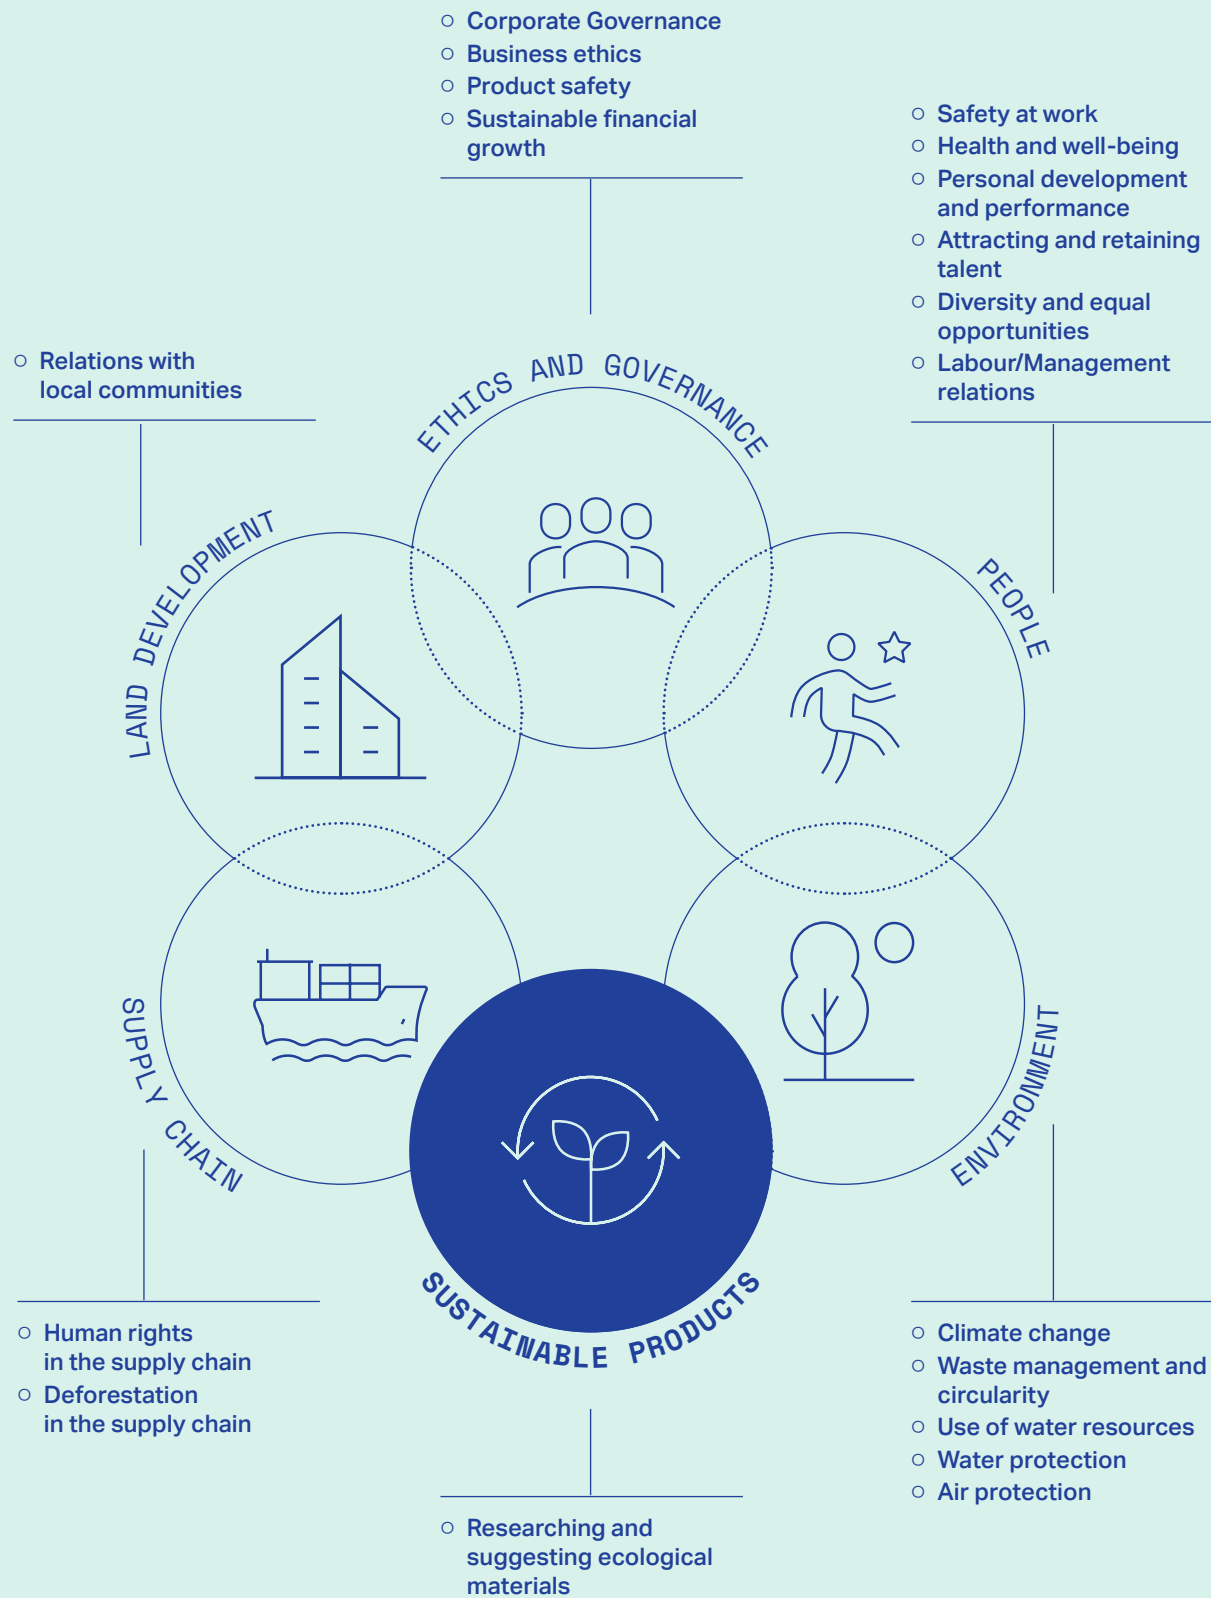 Corporate Governance
Business ethics
Product safety
Sustainable financial
growth
Safety at work
Health and well-being
Personal development
and performance
Attracting and retaining
talent
Diversity and equal
opportunities
Labour/Management
relations
Relations with
local communities
ETHICS AND GOVERNANCE
LAND DEVELOPMENT
PEOPLE
SUPPLY CHAIN
ENVIRONMENT
SUSTAINABLE PRODUCTS
Human rights
in the supply chain
Deforestation
in the supply chain
Climate change
Waste management and
circularity
Use of water resources
Water protection
Air protection
Researching and
suggesting ecological
materials